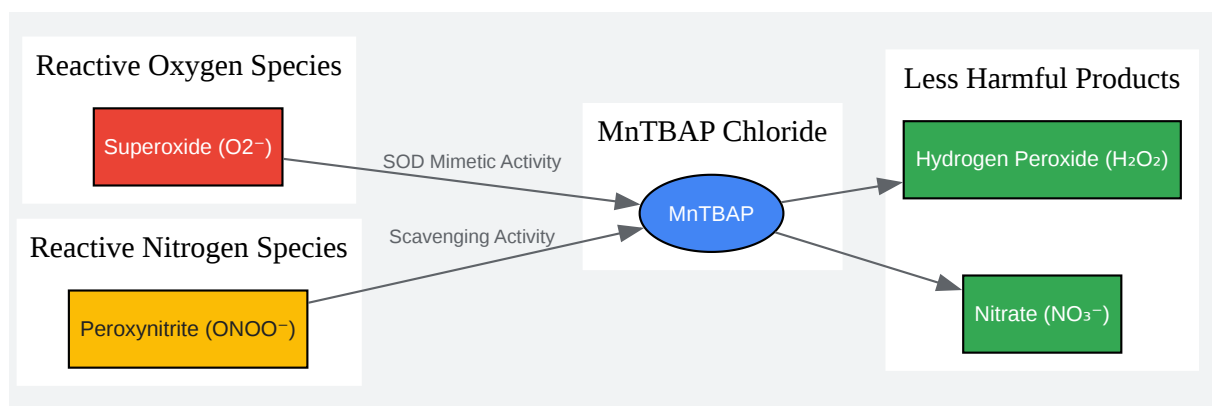 Reactive Oxygen Species
Superoxide (O2⁻)
SOD Mimetic Activity
Reactive Nitrogen Species
Peroxynitrite (ONOO⁻)
Scavenging Activity
MnTBAP Chloride
MnTBAP
Less Harmful Products
Hydrogen Peroxide (H₂O₂)
Nitrate (NO₃⁻)